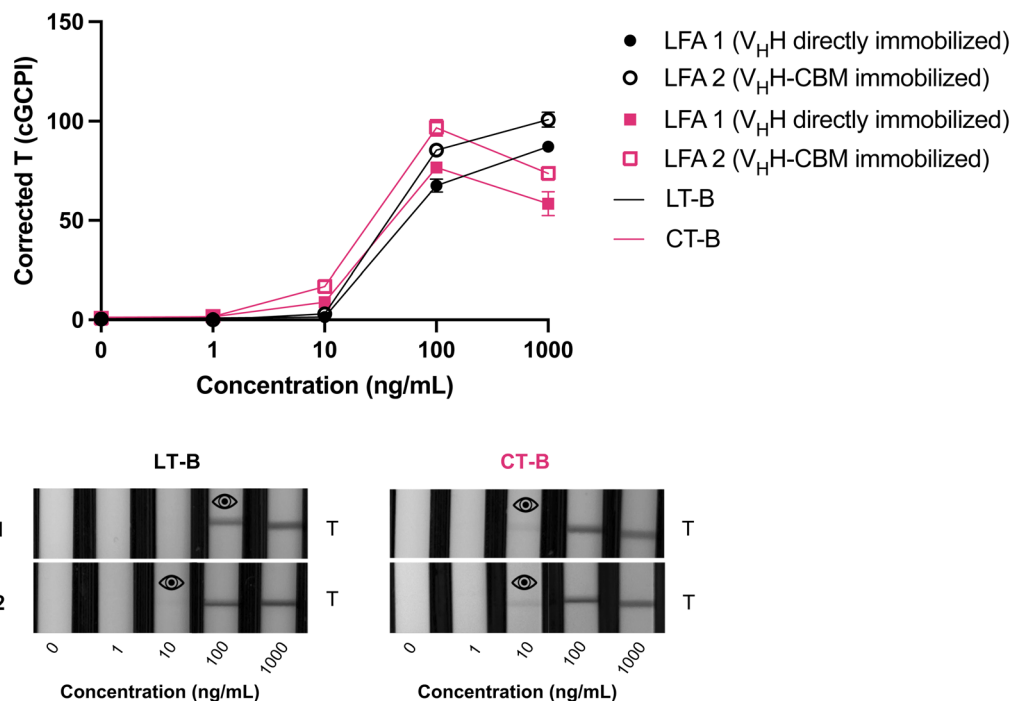 150
100
50
0
Corrected T (cGCPI)
0 1 10 100 1000
Concentration (ng/mL)
LFA 1 (VHH directly immobilized)
LFA 2 (VHH-CBM immobilized)
LFA 1 (VHH directly immobilized)
LFA 2 (VHH-CBM immobilized)
LT-B
CT-B
LT-B CT-B
1 T T
2 T T
0 1 10 100 1000 0 1 10 100 1000
Concentration (ng/mL) Concentration (ng/mL)